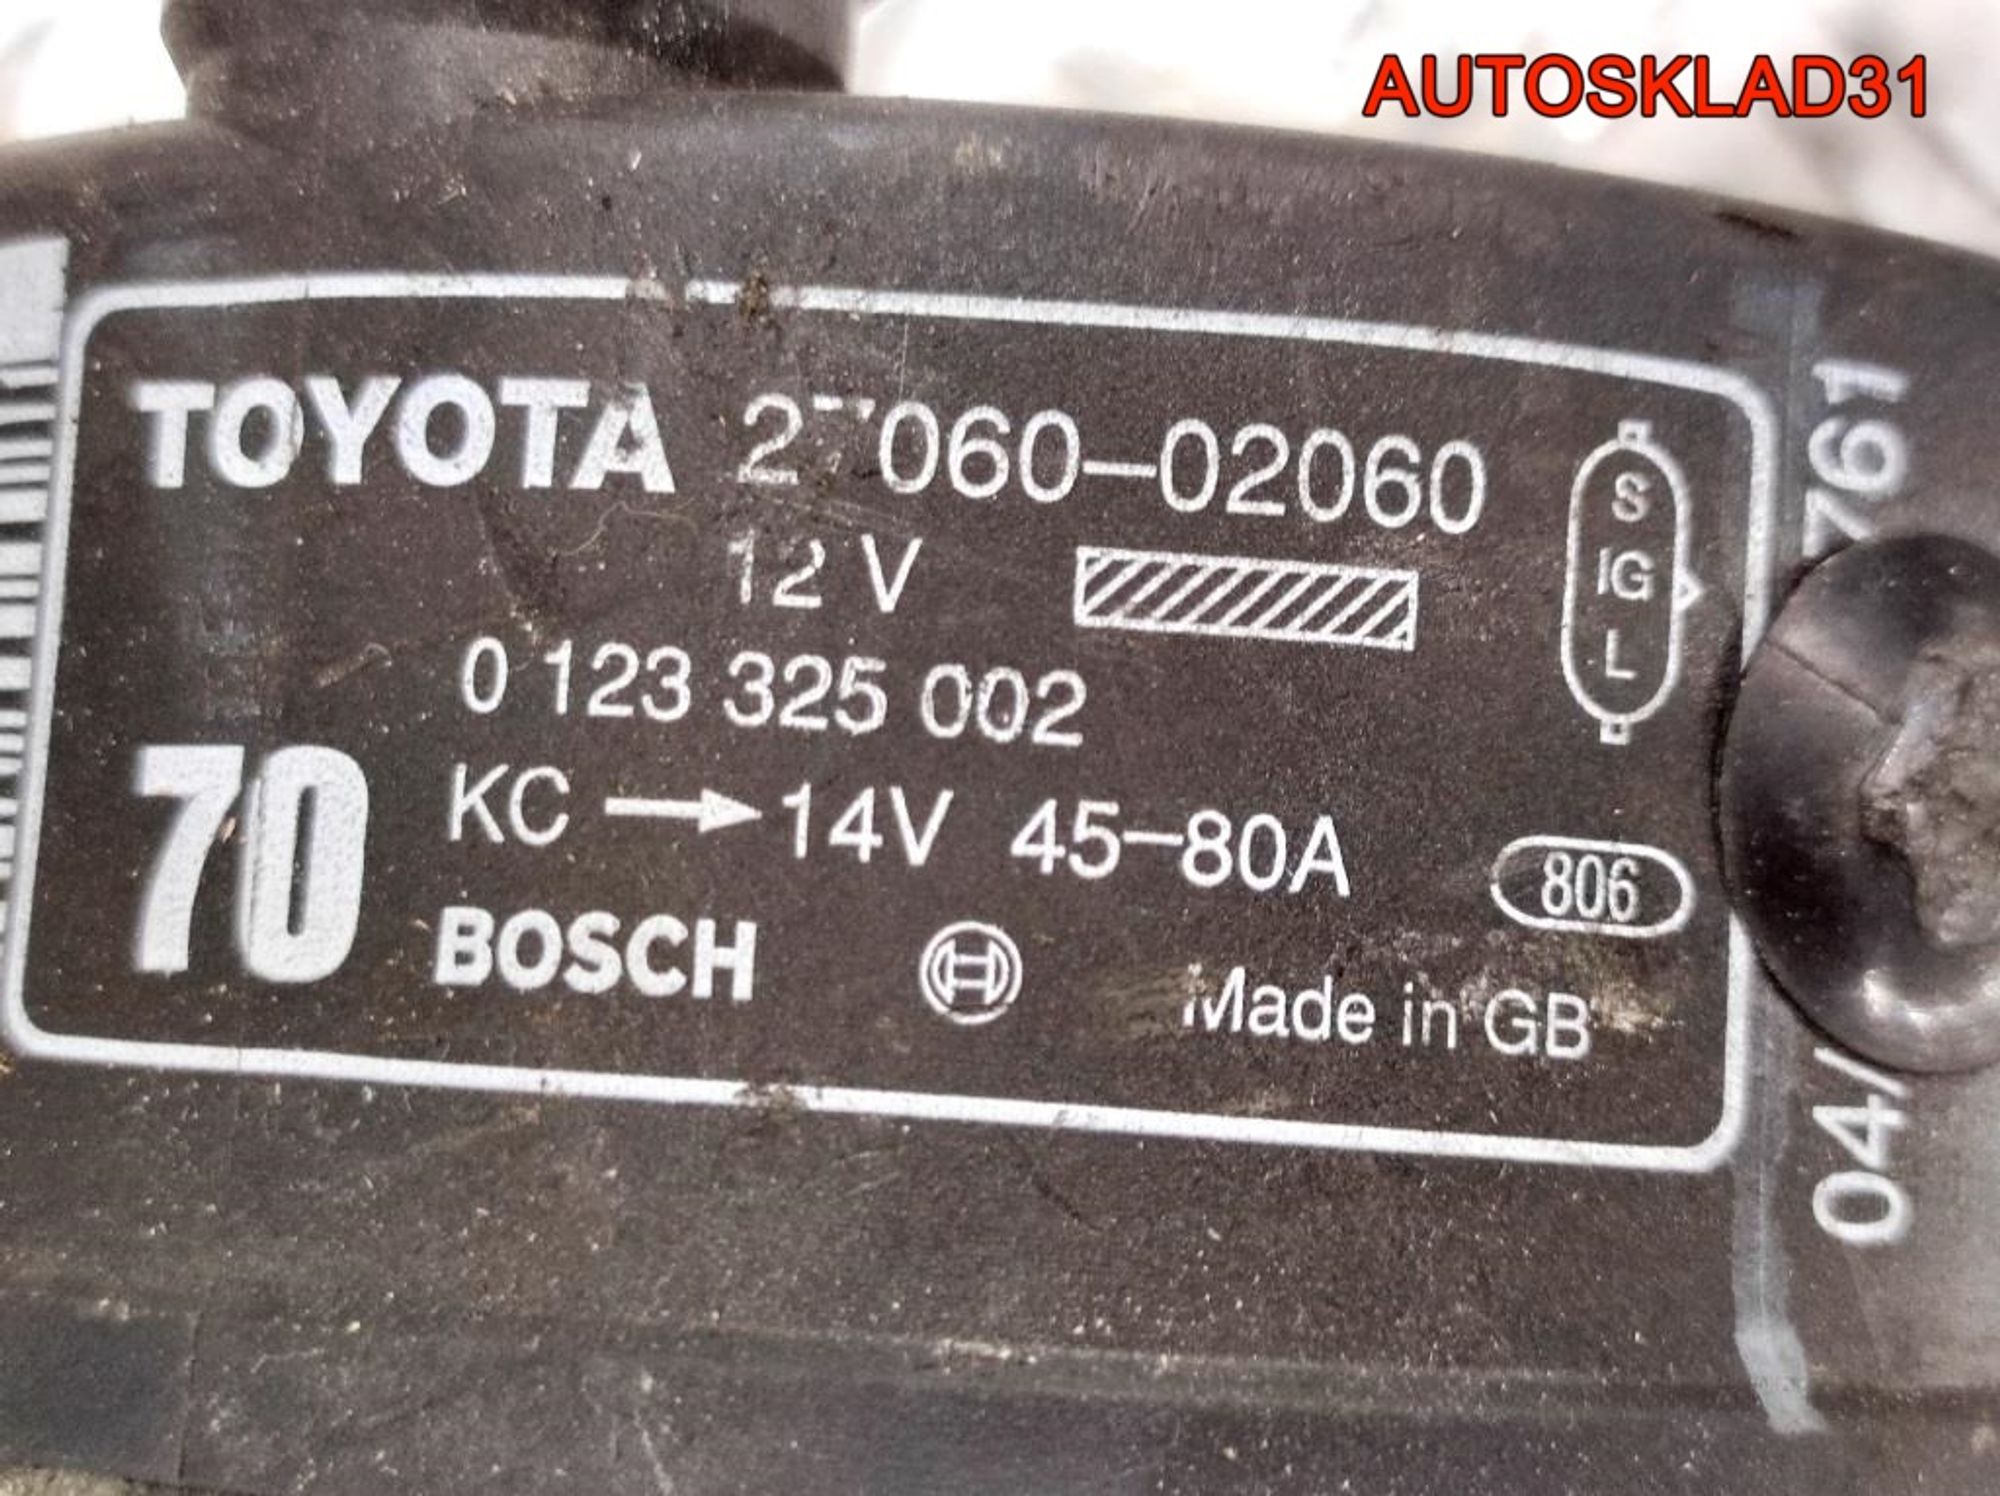 AUTOSKLAD31
TOYOTA 27060-02060
12 V
0 123 325 002
70
KC → 14V 45-80A
BOSCH
806
Made in GB
S
IG
L
761
04/